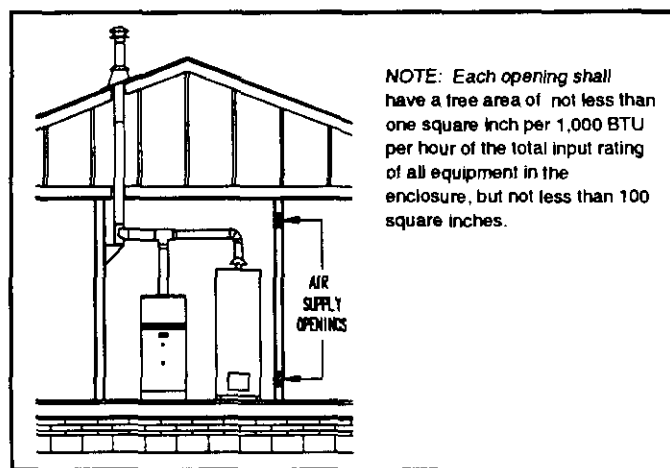 NOTE: Each opening shall
have a free area of not less than
one square inch per 1,000 BTU
per hour of the total input rating
of all equipment in the
enclosure, but not less than 100
square inches.
AIR
SUPPLY
OPENINGS